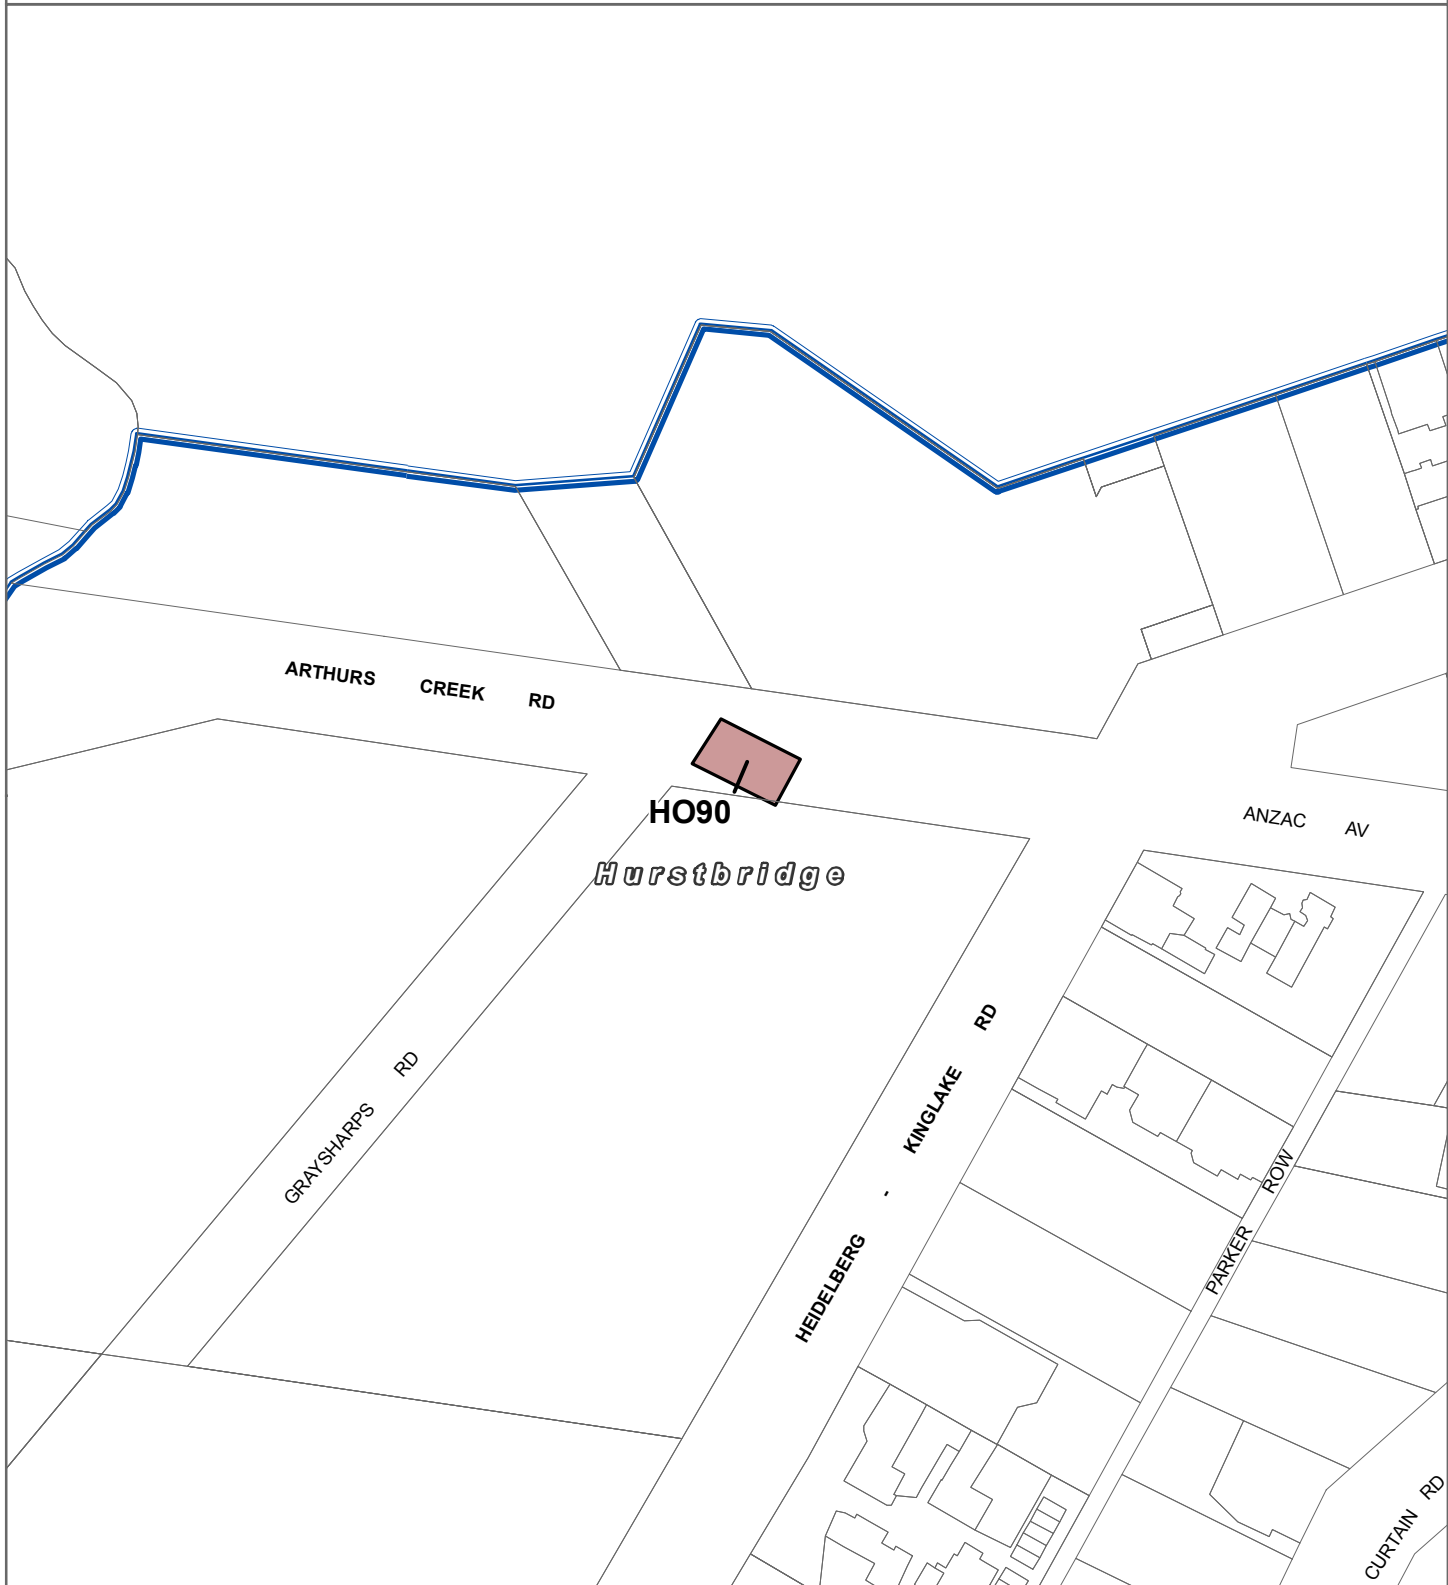 ARTHURS CREEK RD
HO90
ANZAC AV
Hurstbridge
GRAYSHARPS RD
HEIDELBERG - KINGLAKE RD
PARKER ROW
CURTAIN RD